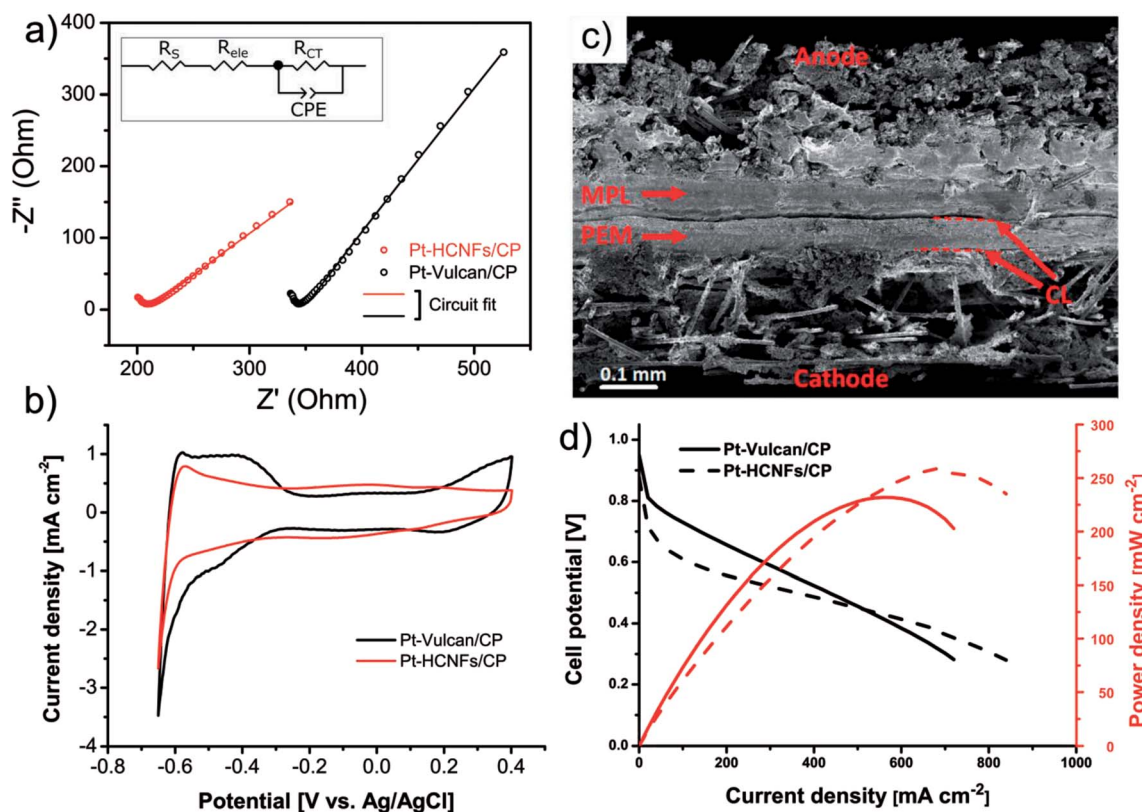 a)
400
300
200
100
0
-Z" (Ohm)
R_S R_ele R_CT
CPE
Pt-HCNFs/CP
Pt-Vulcan/CP
Circuit fit
200 300 400 500
Z' (Ohm)
b)
2
1
0
1
-2
-3
-4
Current density [mA cm-2]
Pt-Vulcan/CP
Pt-HCNFs/CP
-0.8 -0.6 -0.4 -0.2 0.0 0.2 0.4
Potential [V vs. Ag/AgCl]
c)
Anode
MPL
PEM
CL
0.1 mm
Cathode
d)
1.0
0.8
0.6
0.4
0.2
0.0
Cell potential [V]
Pt-Vulcan/CP
Pt-HCNFs/CP
300
250
200
150
100
50
0
Power density [mW cm-2]
0 200 400 600 800 1000
Current density [mA cm-2]